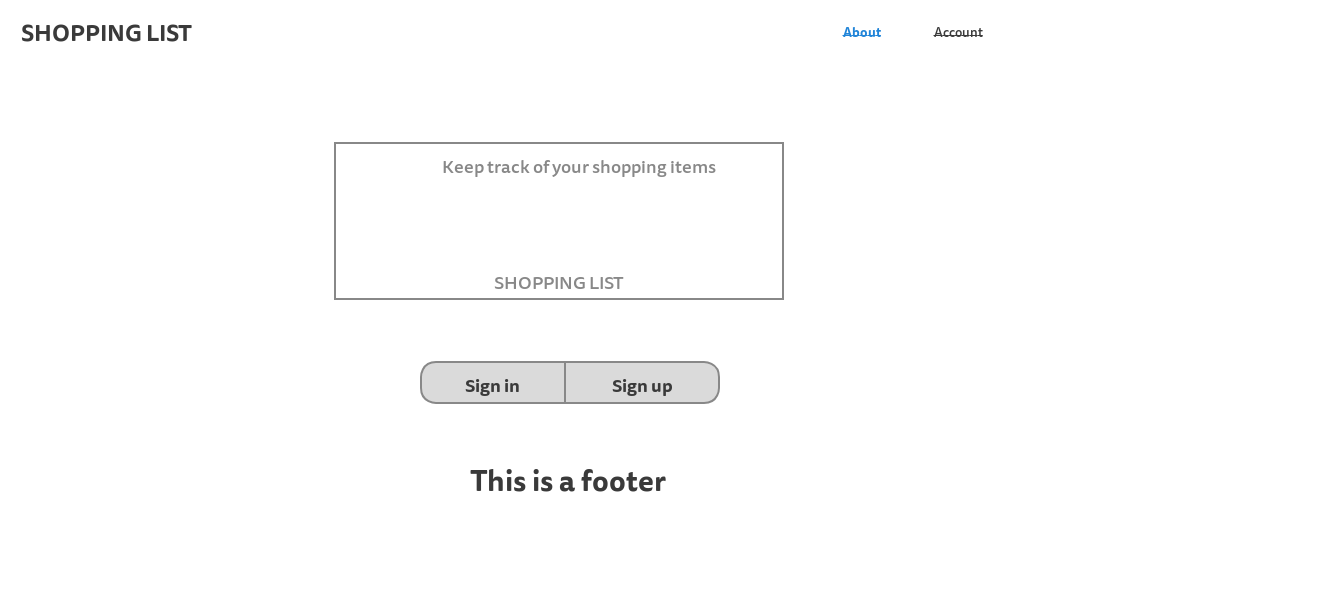 SHOPPING LIST
About Account
Keep track of your shopping items
SHOPPING LIST
Sign in Sign up
This is a footer